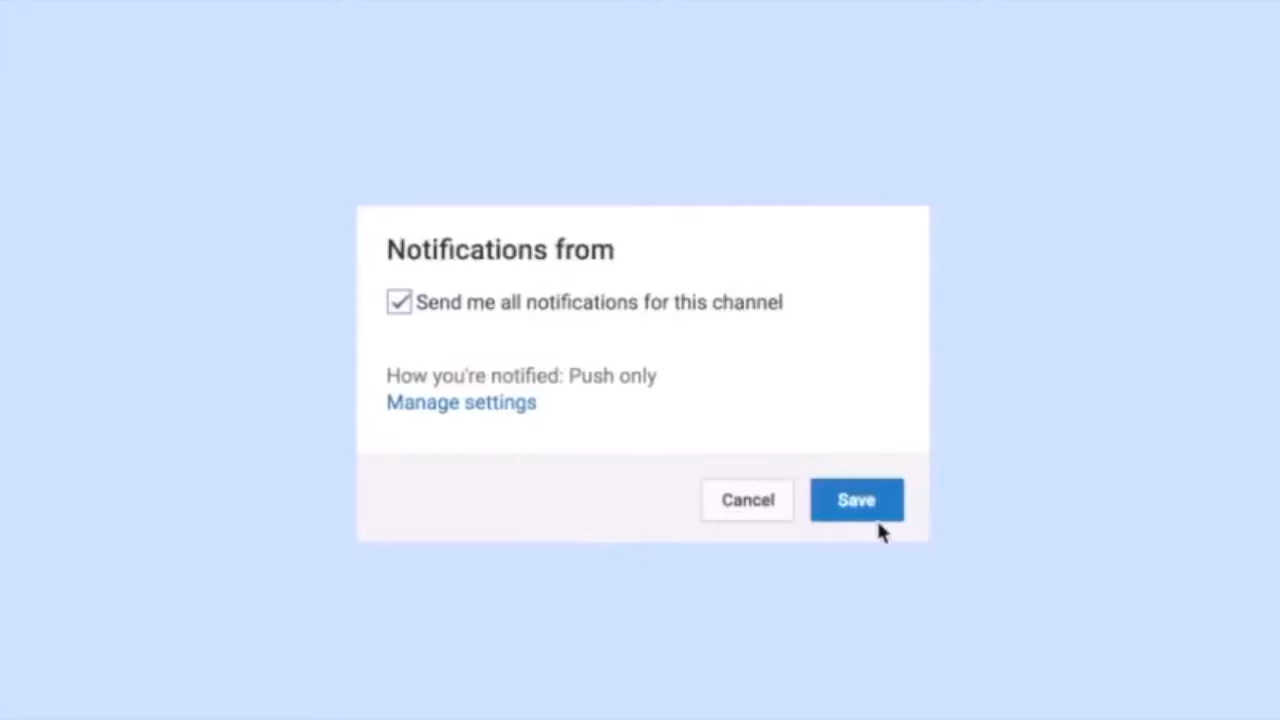 Notifications from
Send me all notifications for this channel
How you're notified: Push only
Manage settings
Cancel
Save